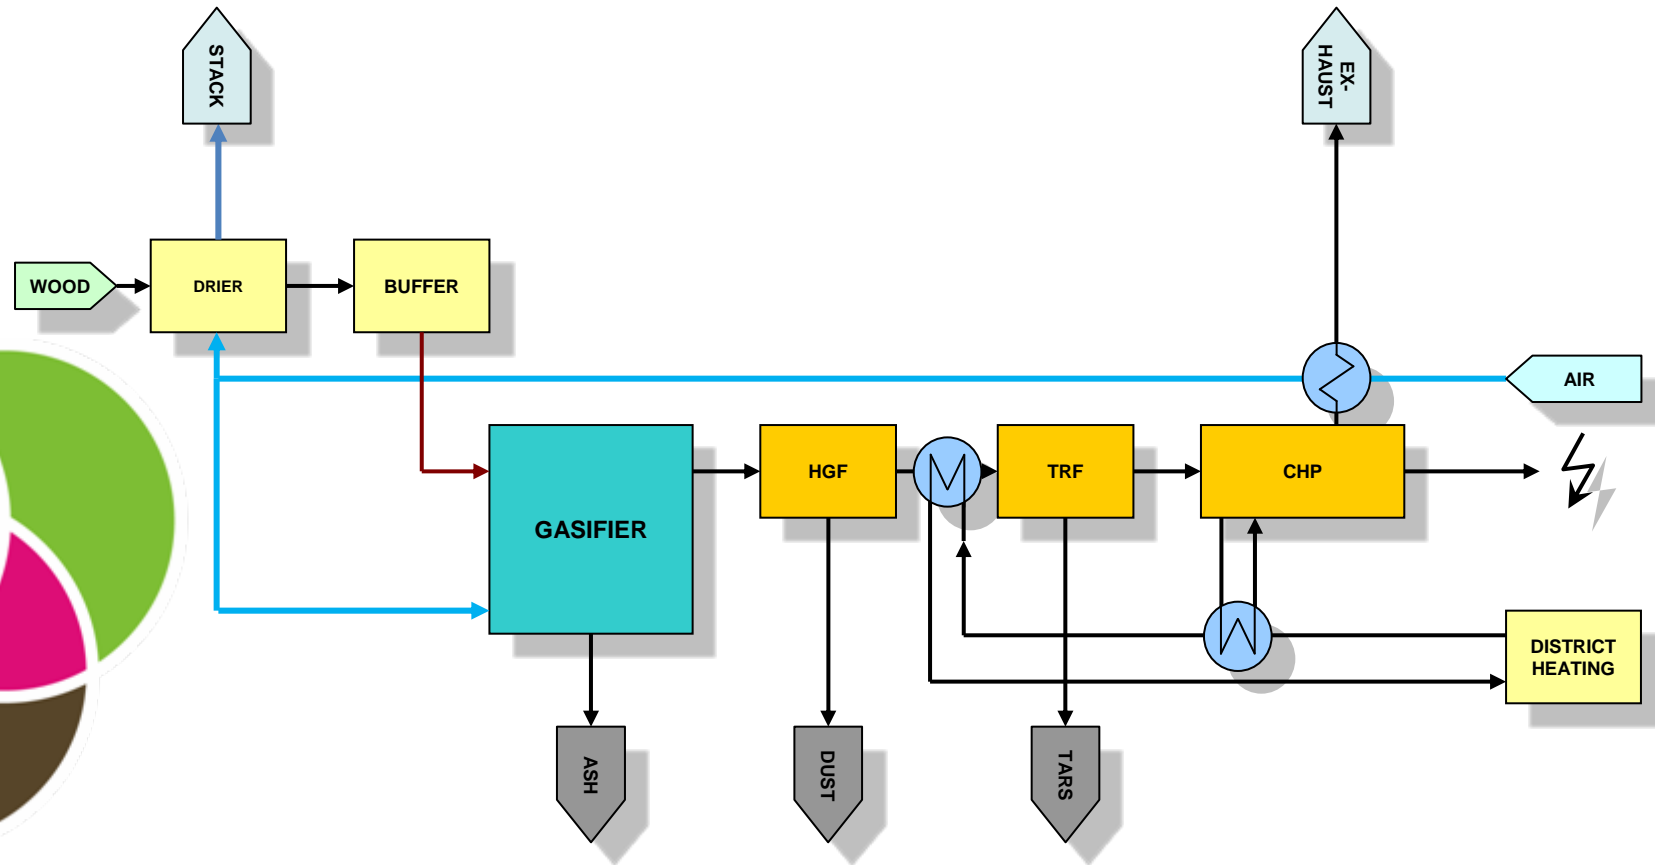 STACK
EX-
HAUST
WOOD
DRIER
BUFFER
AIR
GASIFIER
HGF
TRF
CHP
DISTRICT
HEATING
ASH
DUST
TARS